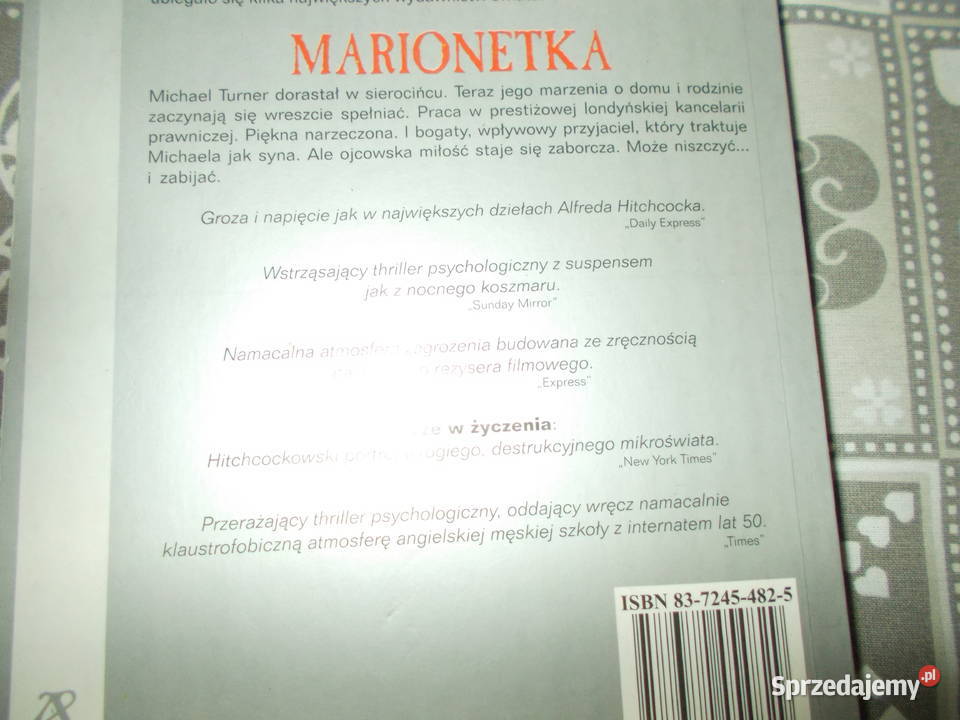 się kilka największych
MARIONETKA
Michael Turner dorastał w sierocińcu. Teraz jego marzenia o domu i rodzinie
zaczynają się wreszcie spełniać. Praca w prestiżowej londyńskiej kancelarii
prawniczej. Piękna narzeczona. I bogaty, wpływowy przyjaciel, który traktuje
Michaela jak syna. Ale ojcowska miłość staje się zaborcza. Może niszczyć...
i zabijać.
Groza i napięcie jak w największych dziełach Alfreda Hitchcocka.
„Daily Express”
Wstrząsający thriller psychologiczny z suspensem
jak z nocnego koszmaru.
„Sunday Mirror”
Namacalna atmosfera zagrożenia budowana ze zręcznością
reżysera filmowego.
„Express”
w życzenia:
Hitchcockowski destrukcyjnego mikroświata.
„New York Times”
Przerażający thriller psychologiczny, oddający wręcz namacalnie
klaustrofobiczną atmosferę angielskiej męskiej szkoły z internatem lat 50.
„Times”
ISBN 83-7245-482-5
Sprzedajemy.pl